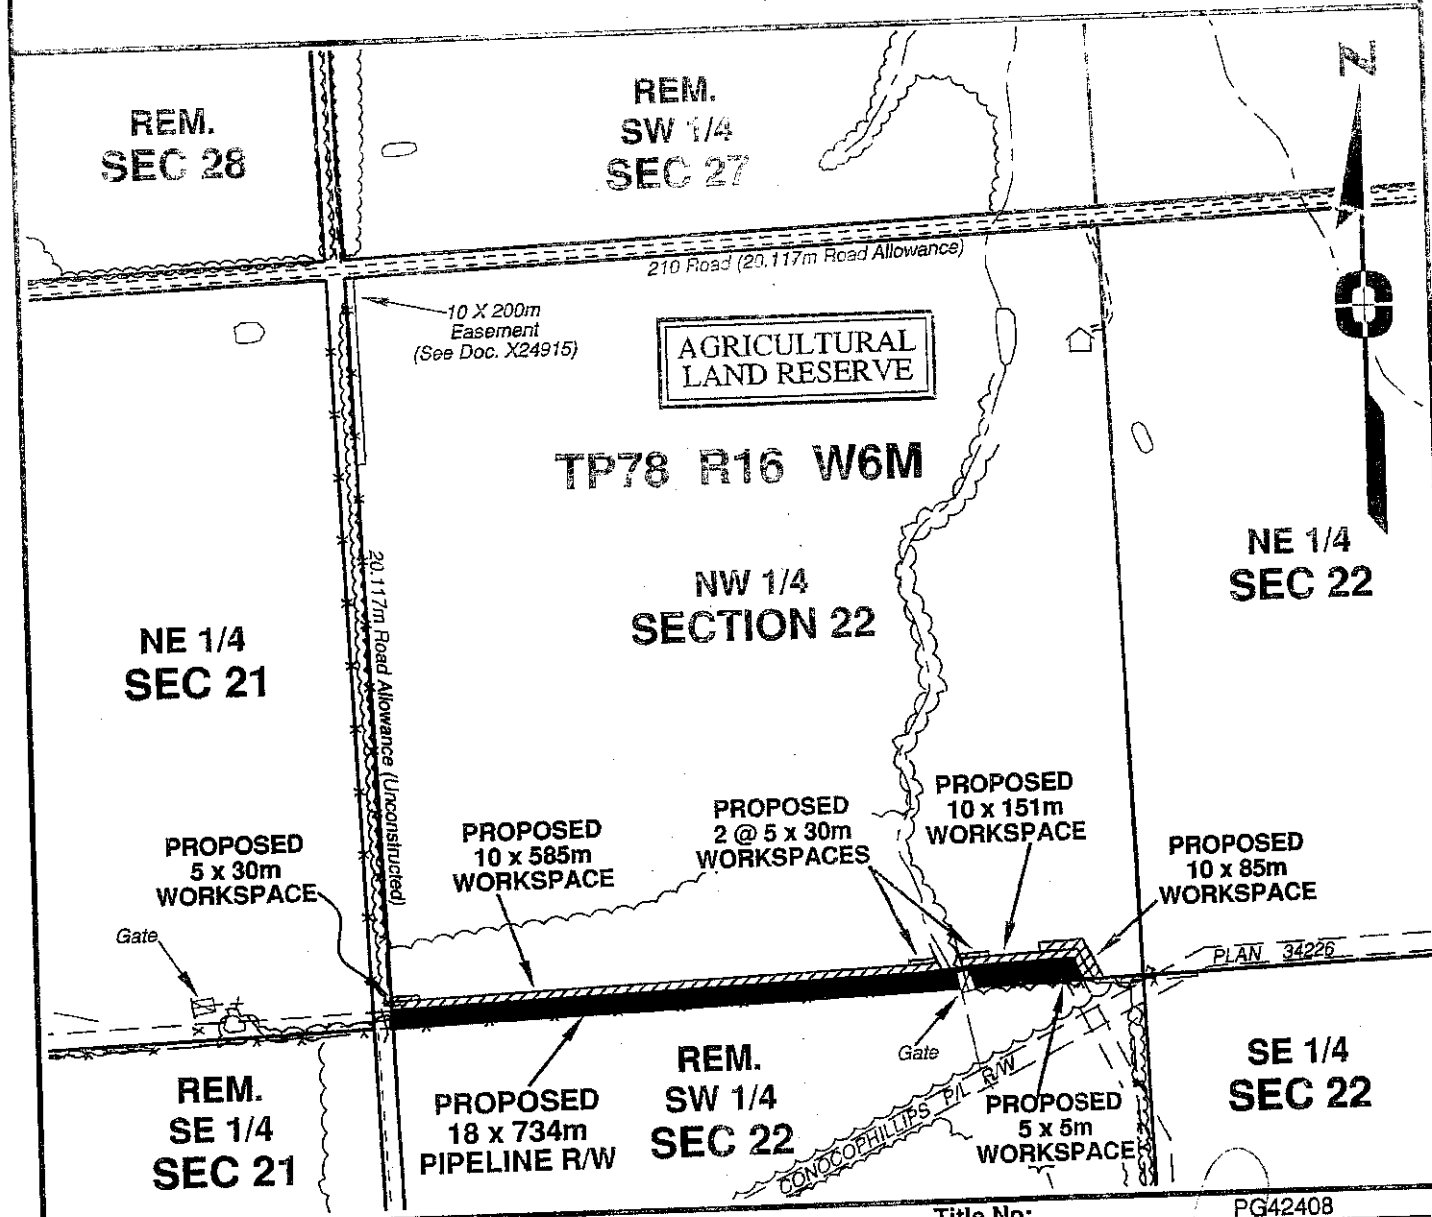 REM.
SEC 28
REM.
SW 1/4
SEC 27
N
210 Road (20.117m Road Allowance)
10 X 200m
Easement
(See Doc. X24915)
AGRICULTURAL
LAND RESERVE
TP78 R16 W6M
NW 1/4
SECTION 22
NE 1/4
SEC 22
NE 1/4
SEC 21
20.117m Road Allowance (Unconstructed)
PROPOSED
5 x 30m
WORKSPACE
PROPOSED
10 x 585m
WORKSPACE
PROPOSED
2 @ 5 x 30m
WORKSPACES
PROPOSED
10 x 151m
WORKSPACE
PROPOSED
10 x 85m
WORKSPACE
Gate
PLAN 34226
Gate
REM.
SE 1/4
SEC 21
PROPOSED
18 x 734m
PIPELINE R/W
REM.
SW 1/4
SEC 22
CONOCOPHILLIPS P/L R/W
PROPOSED
5 x 5m
WORKSPACE
SE 1/4
SEC 22
Title No:
PG42408